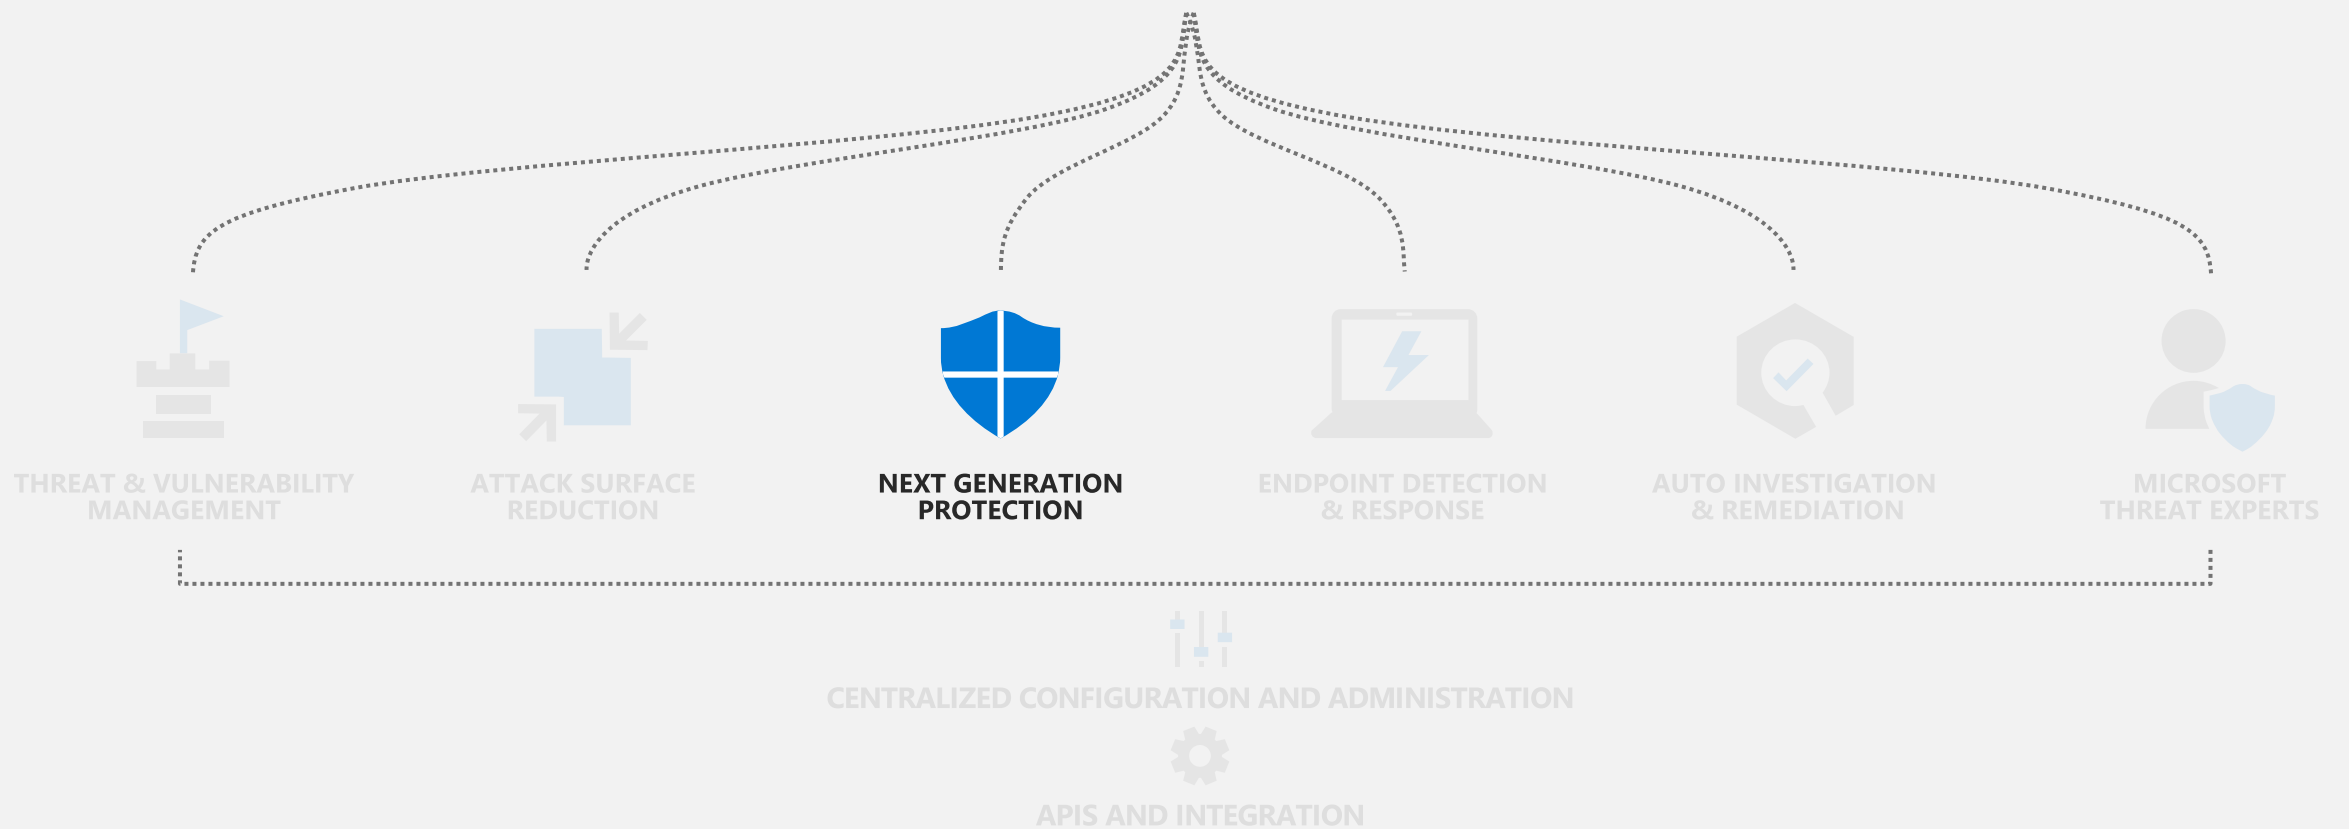 THREAT & VULNERABILITY
MANAGEMENT
ATTACK SURFACE
REDUCTION
NEXT GENERATION
PROTECTION
ENDPOINT DETECTION
& RESPONSE
AUTO INVESTIGATION
& REMEDIATION
MICROSOFT
THREAT EXPERTS
CENTRALIZED CONFIGURATION AND ADMINISTRATION
APIS AND INTEGRATION